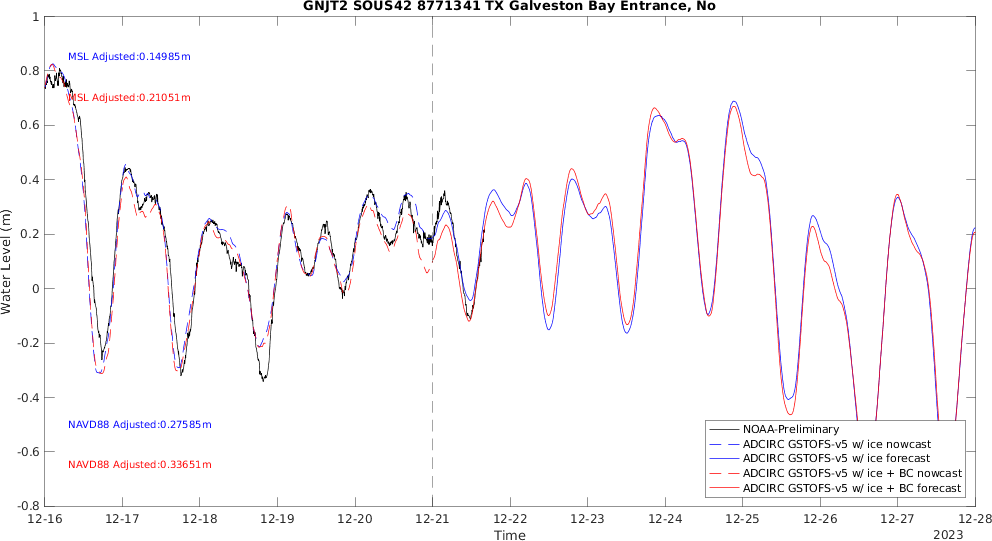 GNJT2 SOUS42 8771341 TX Galveston Bay Entrance, No
1
0.8
0.6
0.4
0.2
0
-0.2
-0.4
-0.6
-0.8
Water Level (m)
MSL Adjusted:0.14985m
MSL Adjusted:0.21051m
NAVD88 Adjusted:0.27585m
NAVD88 Adjusted:0.33651m
NOAA-Preliminary
ADCIRC GSTOFS-v5 w/ ice nowcast
ADCIRC GSTOFS-v5 w/ ice forecast
ADCIRC GSTOFS-v5 w/ ice + BC nowcast
ADCIRC GSTOFS-v5 w/ ice + BC forecast
12-16 12-17 12-18 12-19 12-20 12-21 12-22 12-23 12-24 12-25 12-26 12-27 12-28
Time
2023